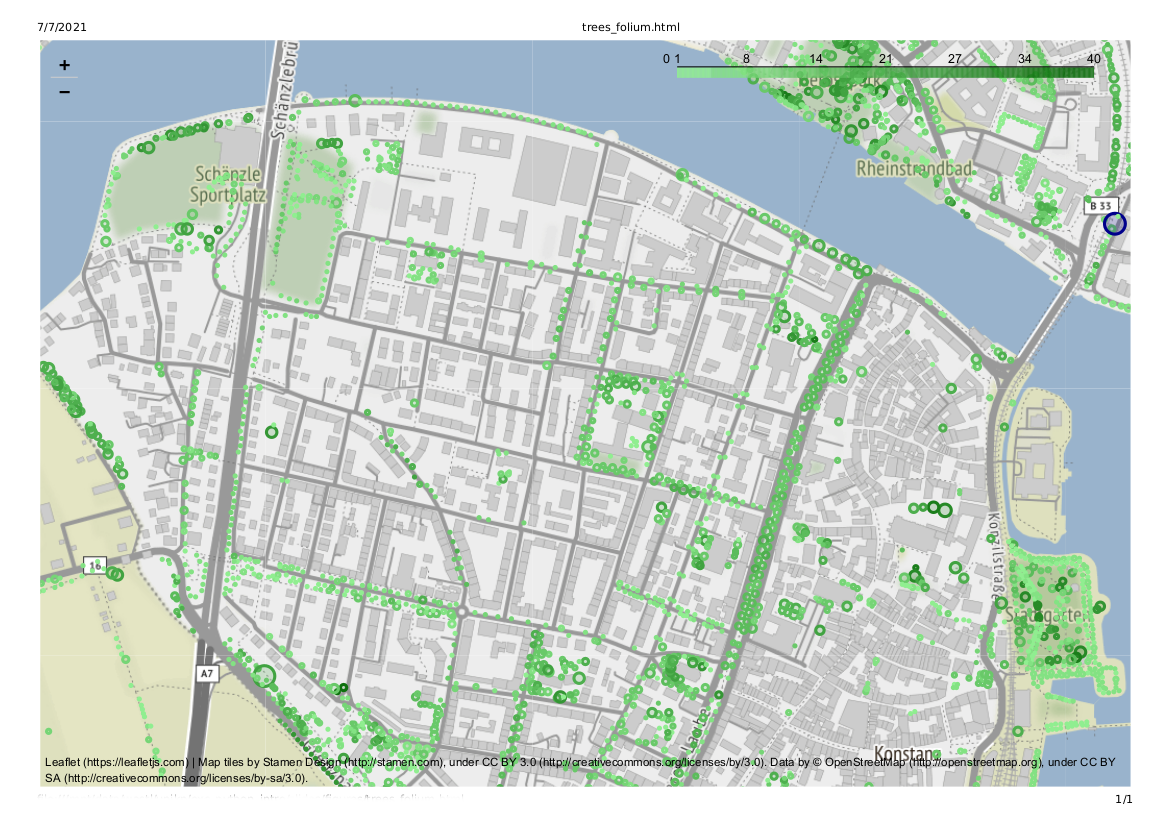 7/7/2021 trees_folium.html
+
−
0 1 8 14 21 27 34 40
Schänzlebrü
Schänzle
Sportplatz
Rheinstrandbad
B 33
16
Konzilstraße
Stadtgarten
A7
Konstanz
Leaflet (https://leafletjs.com) | Map tiles by Stamen Design (http://stamen.com), under CC BY 3.0 (http://creativecommons.org/licenses/by/3.0). Data by © OpenStreetMap (http://openstreetmap.org), under CC BY
SA (http://creativecommons.org/licenses/by-sa/3.0).
1/1